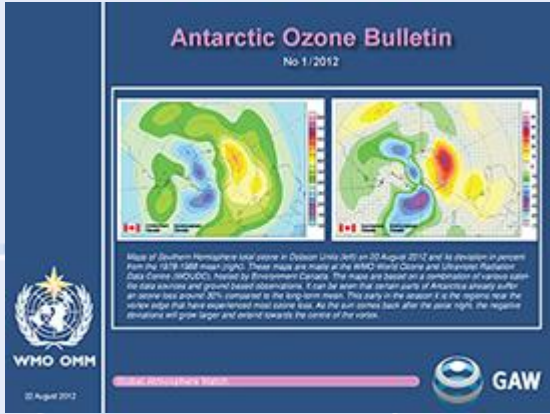 Antarctic Ozone Bulletin
No 1/2012
Maps of Southern Hemisphere total ozone in Dobson Units (left) on 20 August 2012 and its deviation in percent
from the 1978-1988 mean (right). These maps are made at the WMO World Ozone and Ultraviolet Radiation
Data Centre (WOUDC), hosted by Environment Canada. The maps are based on a combination of various satel-
lite data sources and ground based observations. It can be seen that certain parts of Antarctica already suffer
an ozone loss around 30% compared to the long-term mean. This early in the season it is the regions near the
vortex edge that have experienced most ozone loss. As the sun comes back after the polar night, the negative
deviations will grow larger and extend towards the centre of the vortex.
WMO OMM
22 August 2012
Global Atmosphere Watch
GAW